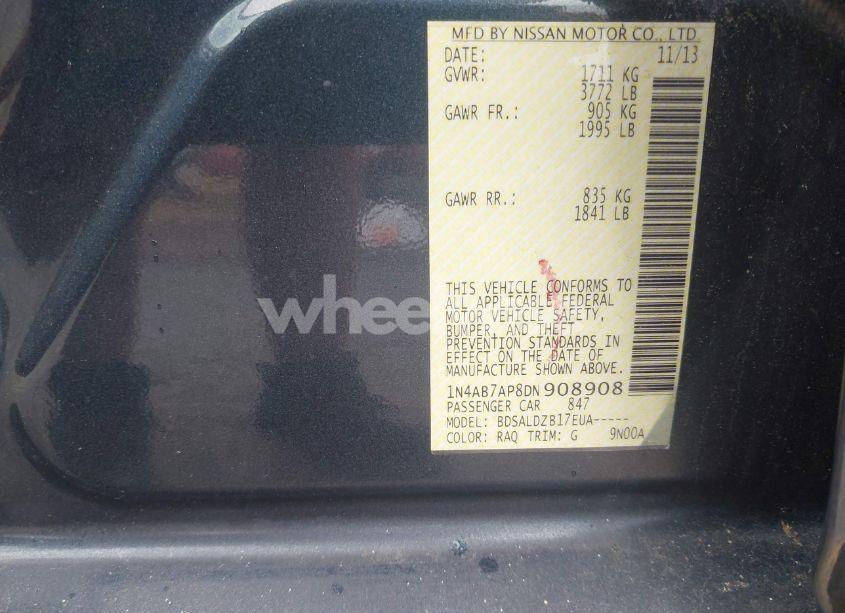 MFD BY NISSAN MOTOR CO., LTD.
DATE: 11/13
GVWR: 1711 KG
3772 LB
GAWR FR.: 905 KG
1995 LB
GAWR RR.: 835 KG
1841 LB
THIS VEHICLE CONFORMS TO
ALL APPLICABLE FEDERAL
MOTOR VEHICLE SAFETY,
BUMPER, AND THEFT
PREVENTION STANDARDS IN
EFFECT ON THE DATE OF
MANUFACTURE SHOWN ABOVE.
whee
1N4AB7AP8DN908908
PASSENGER CAR 847
MODEL: BDSALDZB17EUA-----
COLOR: RAQ TRIM: G 9N00A